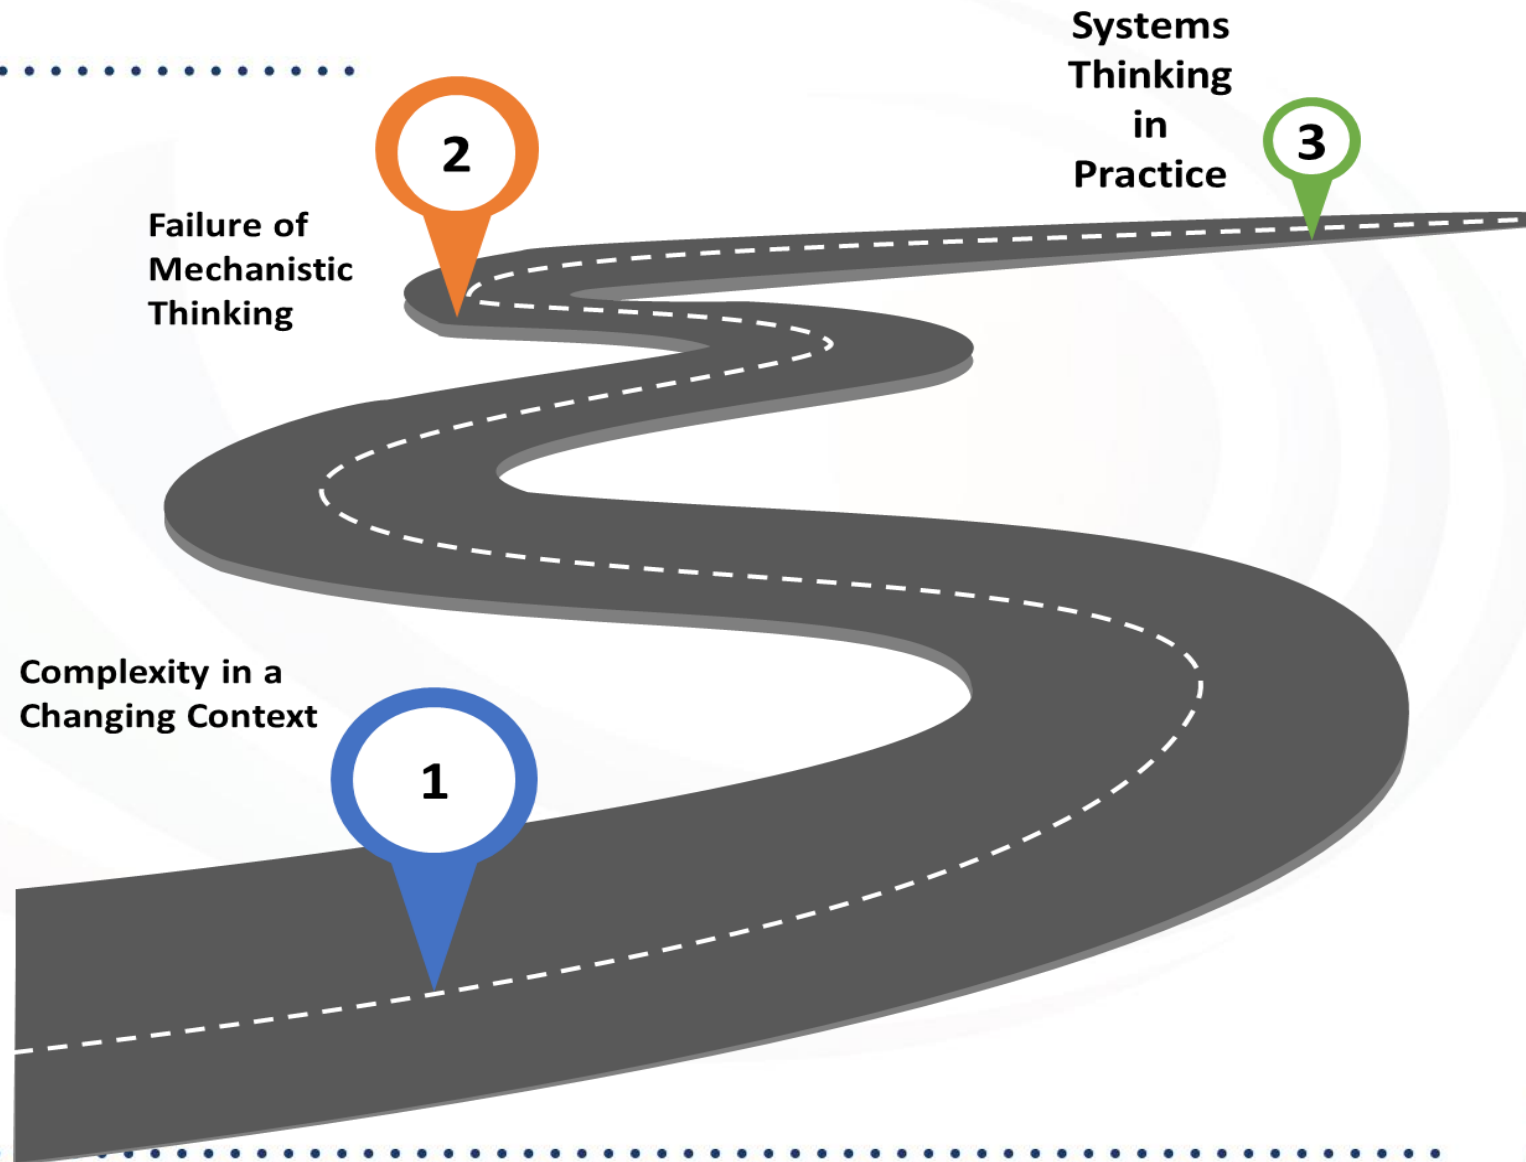 Systems
Thinking
in
Practice
3
2
Failure of
Mechanistic
Thinking
Complexity in a
Changing Context
1